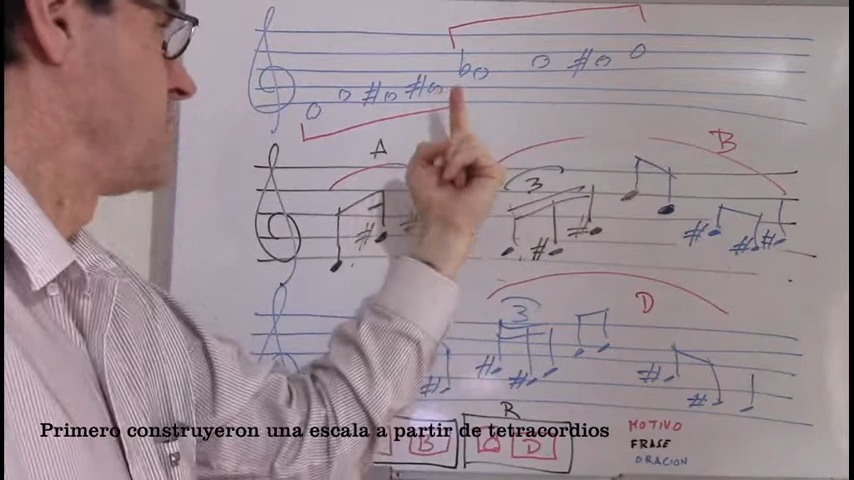 A
3
B
3
D
R
B
D
MOTIVO
FRASE
ORACION
Primero construyeron una escala a partir de tetracordios